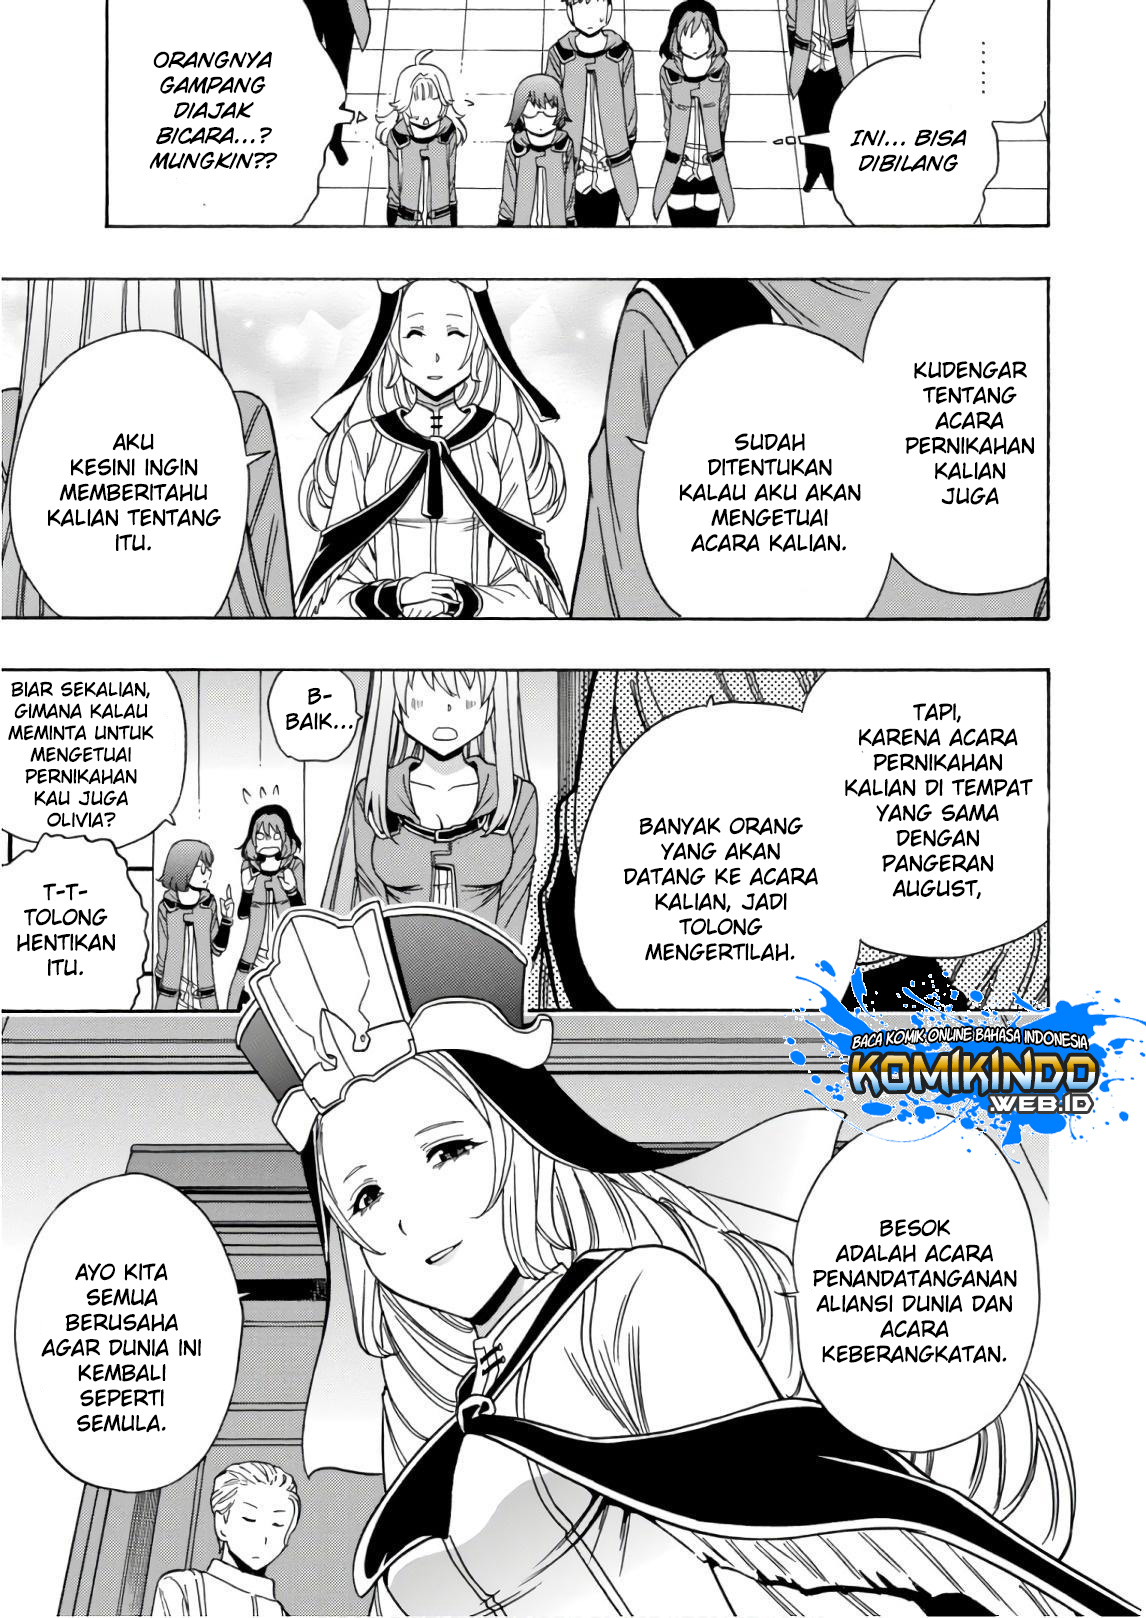 .......
INI... BISA
DIBILANG
ORANGNYA
GAMPANG
DIAJAK
BICARA...?
MUNGKIN??
KUDENGAR
TENTANG
ACARA
PERNIKAHAN
KALIAN
JUGA
SUDAH
DITENTUKAN
KALAU AKU AKAN
MENGETUAI
ACARA KALIAN.
AKU
KESINI INGIN
MEMBERITAHU
KALIAN TENTANG
ITU.
TAPI,
KARENA ACARA
PERNIKAHAN
KALIAN DI TEMPAT
YANG SAMA
DENGAN
PANGERAN
AUGUST,
BANYAK ORANG
YANG AKAN
DATANG KE ACARA
KALIAN, JADI
TOLONG
MENGERTILAH.
B-
BAIK...
BIAR SEKALIAN,
GIMANA KALAU
MEMINTA UNTUK
MENGETUAI
PERNIKAHAN
KAU JUGA
OLIVIA?
T-T-
TOLONG
HENTIKAN
ITU.
BACA KOMIK ONLINE BAHASA INDONESIA
KOMIKINDO
.WEB.ID
BESOK
ADALAH ACARA
PENANDATANGANAN
ALIANSI DUNIA DAN
ACARA
KEBERANGKATAN.
AYO KITA
SEMUA
BERUSAHA
AGAR DUNIA INI
KEMBALI
SEPERTI
SEMULA.